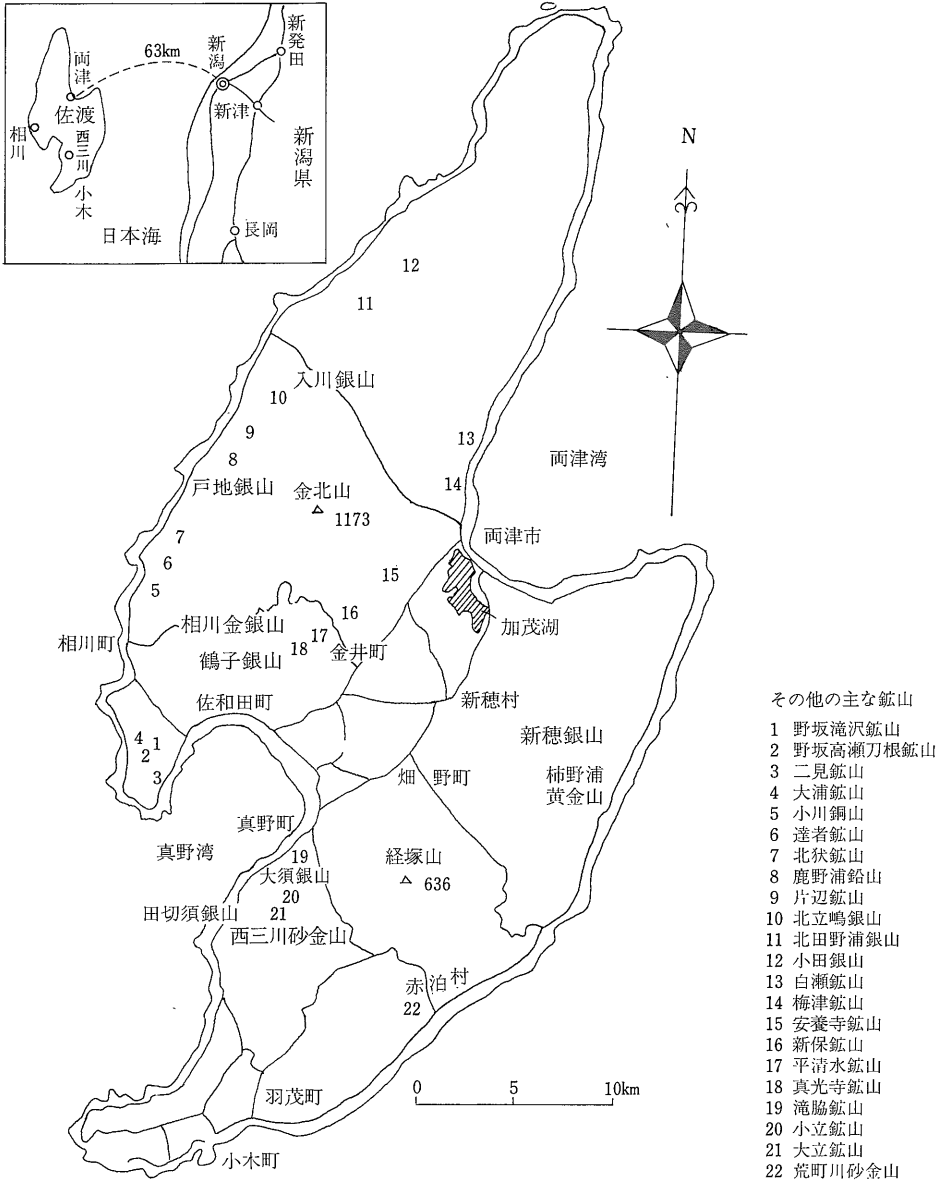 新発田
新潟
両津
63km
佐渡
新津
相川
西三川
新潟県
小木
長岡
日本海
N
12
11
入川銀山
10
9
13
両津湾
8
戸地銀山
14
金北山
1173
両津市
7
6
15
5
16
加茂湖
相川金銀山
17
相川町
18
金井町
鶴子銀山
佐和田町
新穂村
新穂銀山
4
1
2
3
畑野町
柿野浦
黄金山
真野町
真野湾
19
経塚山
636
大須銀山
20
田切須銀山
21
西三川砂金山
赤泊村
22
0 5 10km
羽茂町
小木町
その他の主な鉱山
1 野坂滝沢鉱山
2 野坂高瀬刀根鉱山
3 二見鉱山
4 大浦鉱山
5 小川銅山
6 達者鉱山
7 北狄鉱山
8 鹿野浦鉛山
9 片辺鉱山
10 北立嶋銀山
11 北田野浦銀山
12 小田銀山
13 白瀬鉱山
14 梅津鉱山
15 安養寺鉱山
16 新保鉱山
17 平清水鉱山
18 真光寺鉱山
19 滝脇鉱山
20 小立鉱山
21 大立鉱山
22 荒町川砂金山